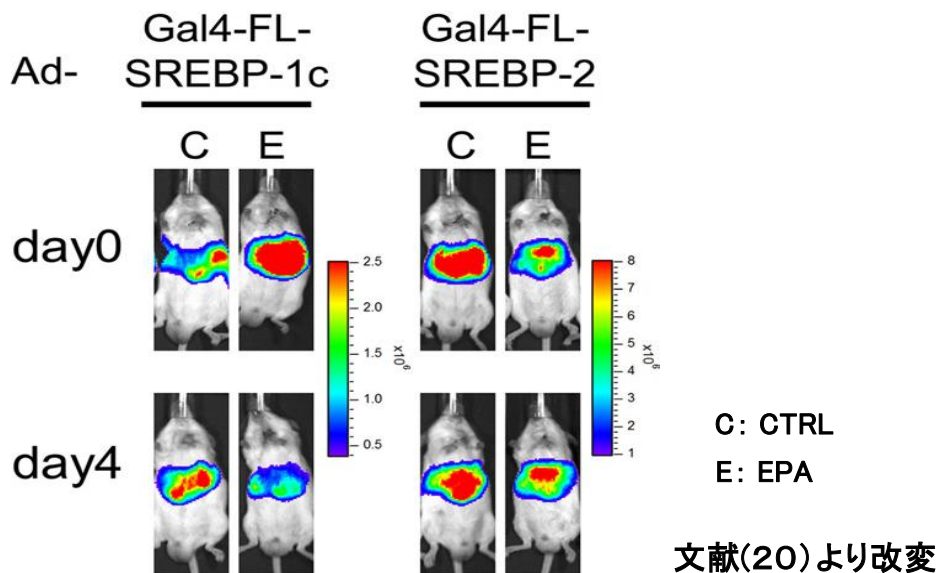 Ad-
Gal4-FL-
SREBP-1c
Gal4-FL-
SREBP-2
C E
C E
day0
2.5
2.0
1.5
1.0
0.5
x10⁶
8
7
6
5
4
3
2
1
x10⁶
day4
C: CTRL
E: EPA
文献(20)より改変